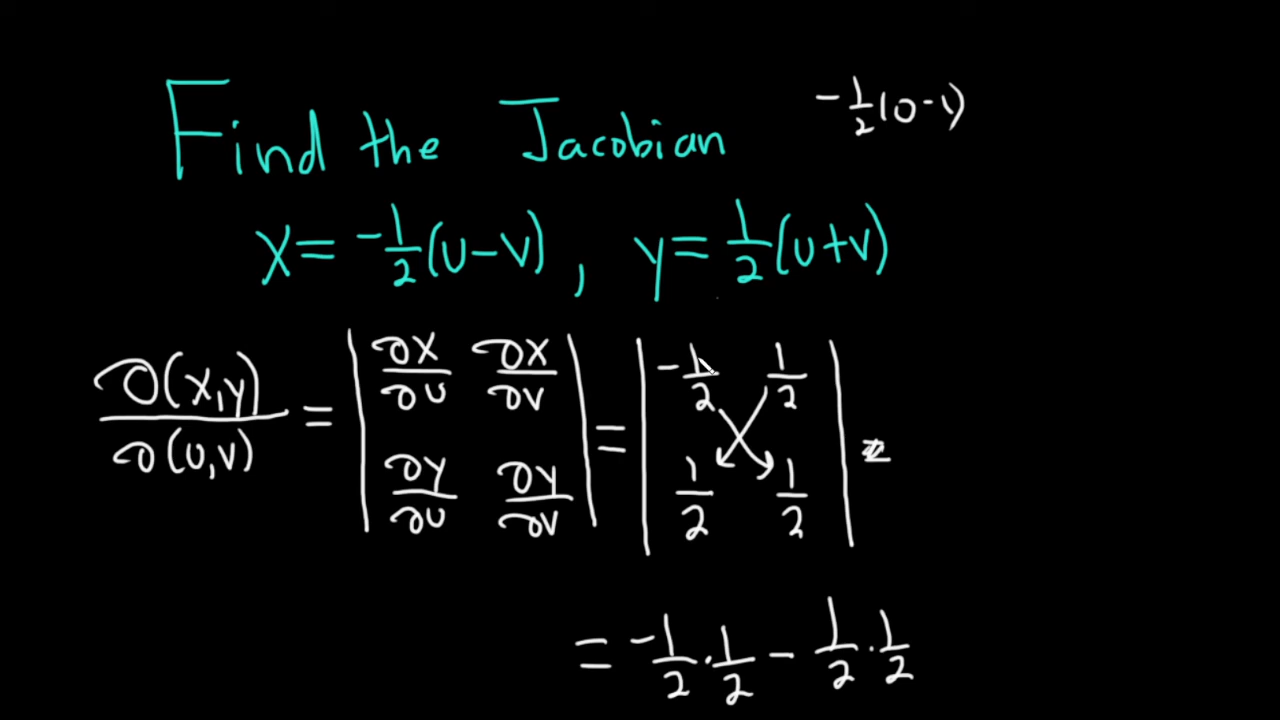 Find the Jacobian
-1/2(0-1)
X = -1/2(U-V), y = 1/2(U+V)
∂(X,y)/∂(U,V) = | ∂X/∂U ∂X/∂V | = | -1/2 1/2 |
| ∂Y/∂U ∂Y/∂V | | 1/2 1/2 |
= -1/2 · 1/2 - 1/2 · 1/2